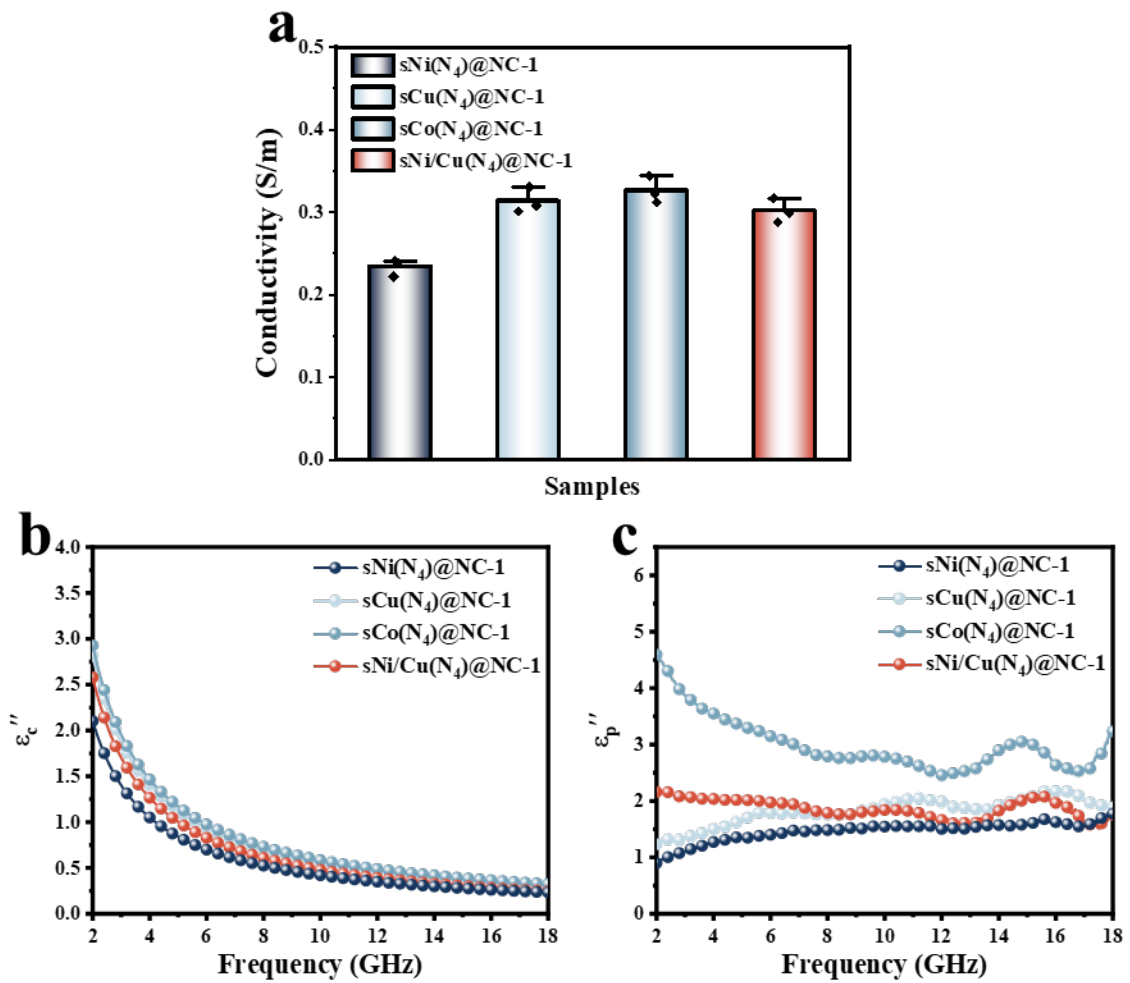 a
0.5
0.4
0.3
0.2
0.1
0.0
Conductivity (S/m)
sNi(N₄)@NC-1
sCu(N₄)@NC-1
sCo(N₄)@NC-1
sNi/Cu(N₄)@NC-1
Samples
b
4.0
3.5
3.0
2.5
2.0
1.5
1.0
0.5
0.0
εc″
sNi(N₄)@NC-1
sCu(N₄)@NC-1
sCo(N₄)@NC-1
sNi/Cu(N₄)@NC-1
2 4 6 8 10 12 14 16 18
Frequency (GHz)
c
6
5
4
3
2
1
0
εp″
sNi(N₄)@NC-1
sCu(N₄)@NC-1
sCo(N₄)@NC-1
sNi/Cu(N₄)@NC-1
2 4 6 8 10 12 14 16 18
Frequency (GHz)